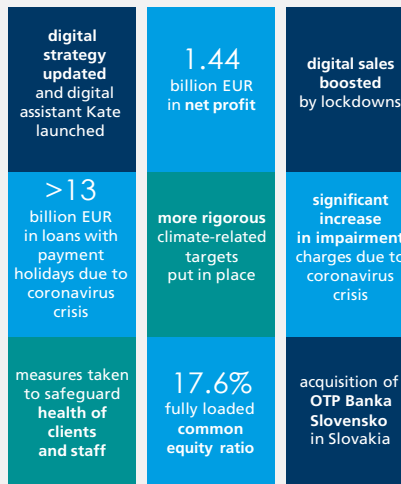 digital
strategy
updated
and digital
assistant Kate
launched
1.44
billion EUR
in net profit
digital sales
boosted
by lockdowns
>13
billion EUR
in loans with
payment
holidays due to
coronavirus
crisis
more rigorous
climate-related
targets
put in place
significant
increase
in impairment
charges due to
coronavirus
crisis
measures taken
to safeguard
health of
clients
and staff
17.6%
fully loaded
common
equity ratio
acquisition of
OTP Banka
Slovensko
in Slovakia